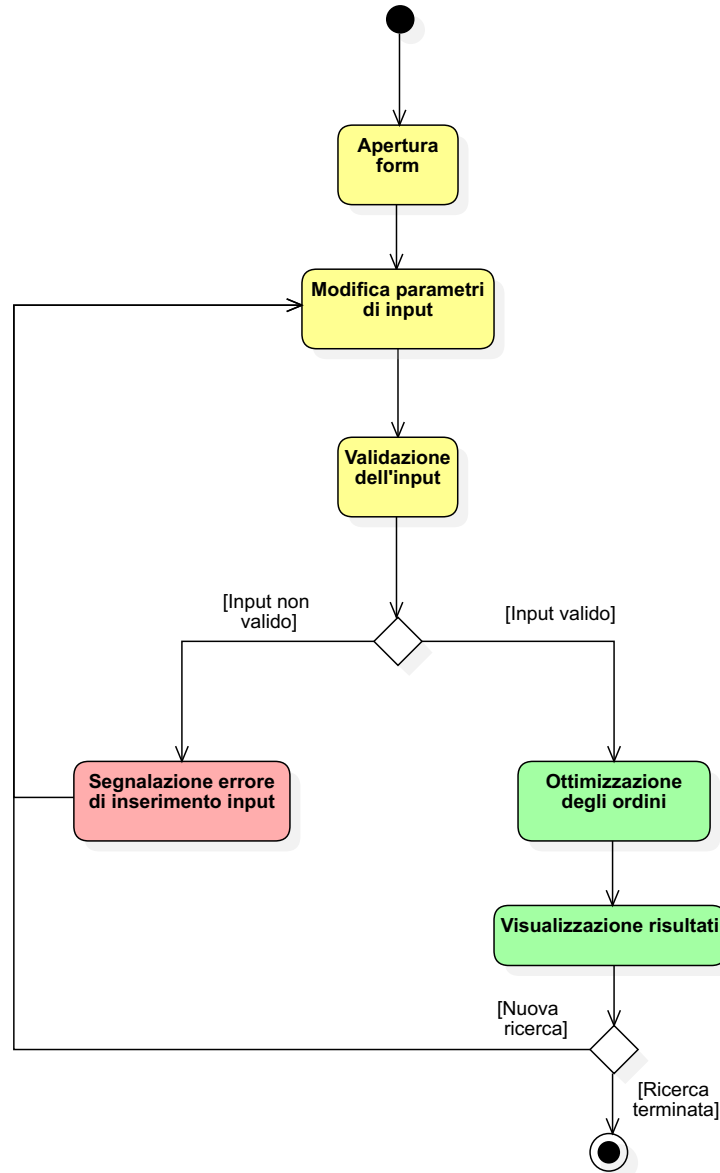 Apertura
form
Modifica parametri
di input
Validazione
dell'input
[Input non
valido]
[Input valido]
Segnalazione errore
di inserimento input
Ottimizzazione
degli ordini
Visualizzazione risultati
[Nuova
ricerca]
[Ricerca
terminata]